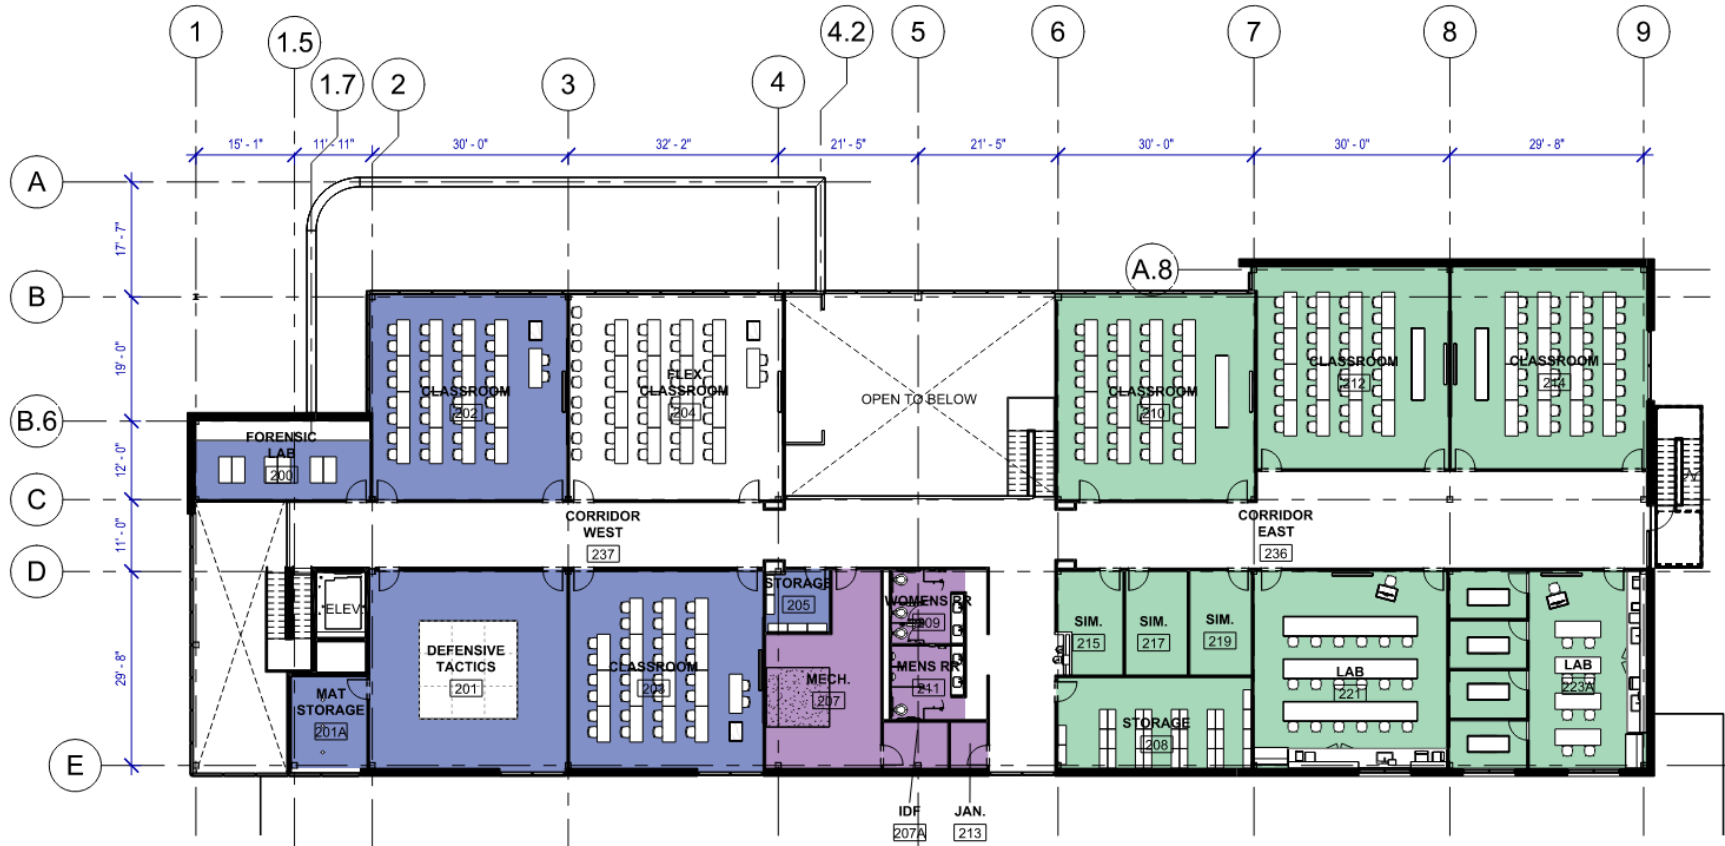 1
1.5
1.7
2
3
4
4.2
5
6
7
8
9
15' - 1"
11' - 11"
30' - 0"
32' - 2"
21' - 5"
21' - 5"
30' - 0"
30' - 0"
29' - 8"
A
17' - 7"
A.8
B
19' - 0"
B.6
12' - 0"
C
11' - 0"
D
29' - 8"
E
CLASSROOM
202
FLEX
CLASSROOM
204
OPEN TO BELOW
CLASSROOM
210
CLASSROOM
212
CLASSROOM
214
FORENSIC
LAB
200
CORRIDOR
WEST
237
CORRIDOR
EAST
236
ELEV
DEFENSIVE
TACTICS
201
MAT
STORAGE
201A
CLASSROOM
203
STORAGE
205
MECH.
207
WOMENS RR
209
MENS RR
211
SIM.
215
SIM.
217
SIM.
219
STORAGE
208
LAB
221
LAB
223A
IDF
207A
JAN.
213